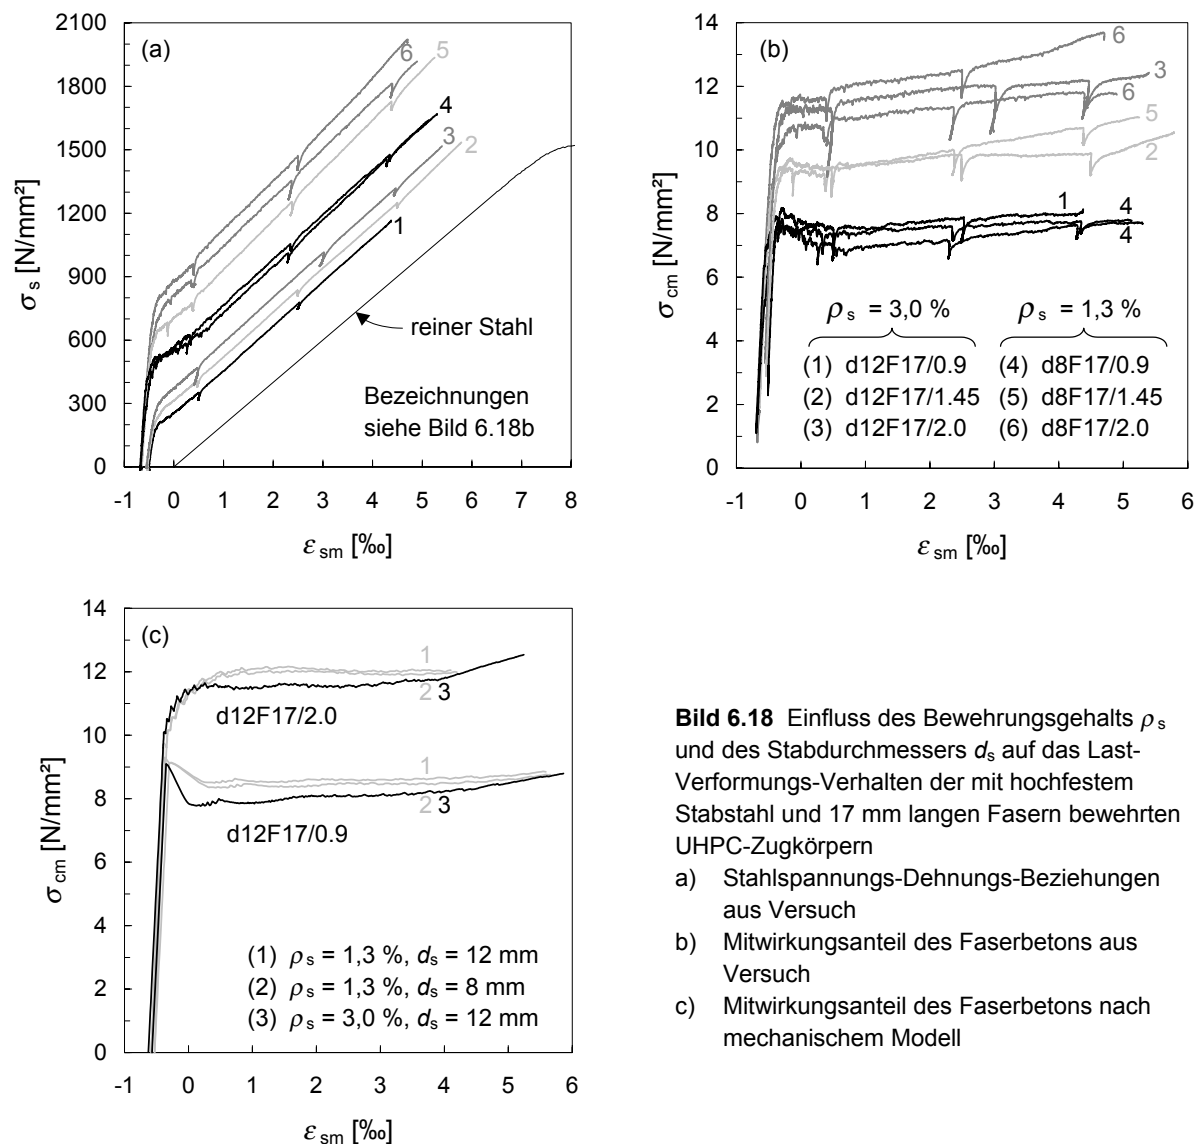 (a)
2100
1800
1500
1200
900
600
300
0
σs [N/mm²]
-1 0 1 2 3 4 5 6 7 8
εsm [‰]
6
5
4
3
2
1
reiner Stahl
Bezeichnungen
siehe Bild 6.18b
(b)
14
12
10
8
6
4
2
0
σcm [N/mm²]
-1 0 1 2 3 4 5 6
εsm [‰]
6
3
6
5
2
1
4
4
ρs = 3,0 % ρs = 1,3 %
(1) d12F17/0.9 (4) d8F17/0.9
(2) d12F17/1.45 (5) d8F17/1.45
(3) d12F17/2.0 (6) d8F17/2.0
(c)
14
12
10
8
6
4
2
0
σcm [N/mm²]
-1 0 1 2 3 4 5 6
εsm [‰]
1
2 3
d12F17/2.0
1
2 3
d12F17/0.9
(1) ρs = 1,3 %, ds = 12 mm
(2) ρs = 1,3 %, ds = 8 mm
(3) ρs = 3,0 %, ds = 12 mm
Bild 6.18 Einfluss des Bewehrungsgehalts ρs
und des Stabdurchmessers ds auf das Last-
Verformungs-Verhalten der mit hochfestem
Stabstahl und 17 mm langen Fasern bewehrten
UHPC-Zugkörpern
a) Stahlspannungs-Dehnungs-Beziehungen
aus Versuch
b) Mitwirkungsanteil des Faserbetons aus
Versuch
c) Mitwirkungsanteil des Faserbetons nach
mechanischem Modell